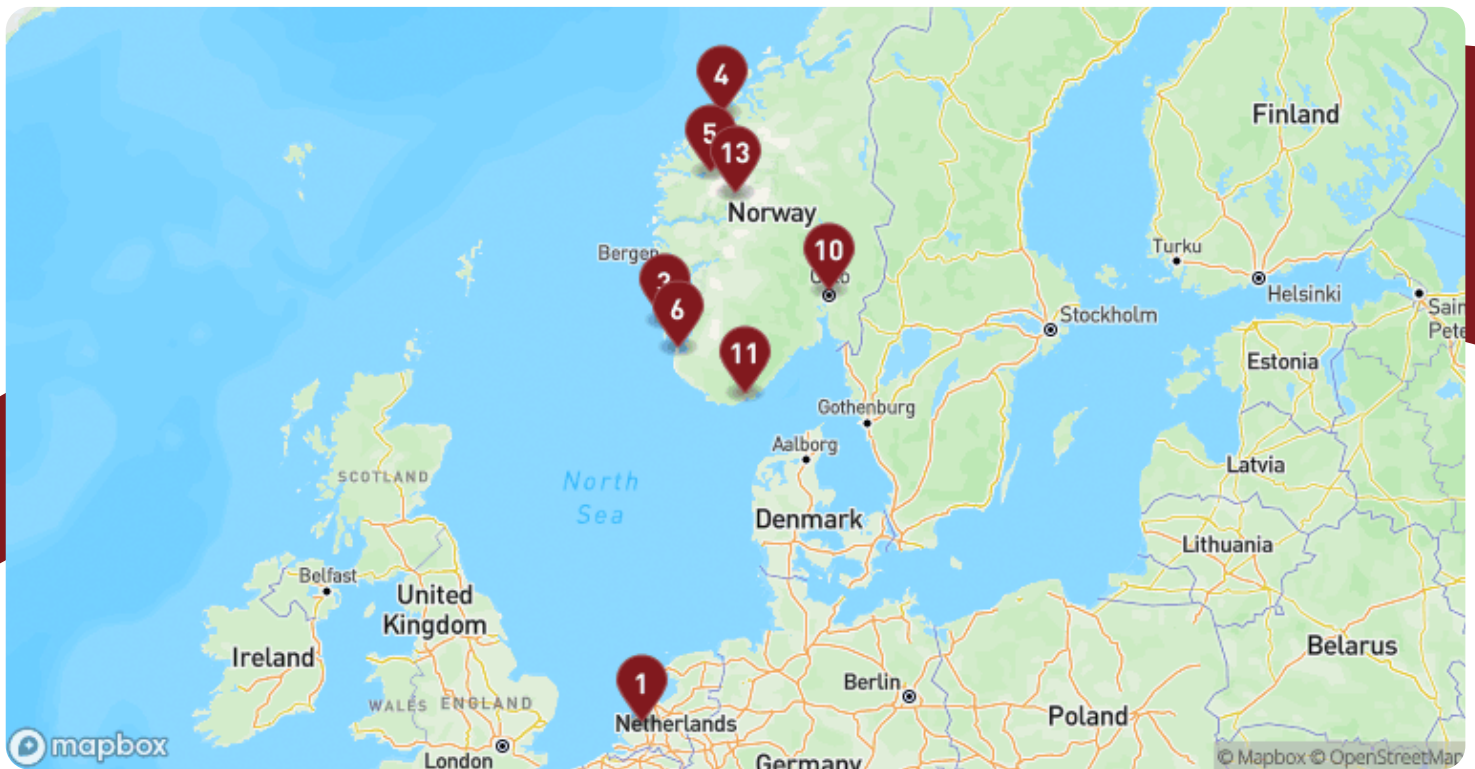 4
Finland
5
13
Norway
Turku
10
Bergen
Helsinki
3
6
Stockholm
11
Estonia
Gothenburg
Aalborg
Latvia
SCOTLAND
North
Sea
Denmark
Lithuania
Belfast
United
Kingdom
Belarus
Ireland
1
Berlin
WALES
ENGLAND
Netherlands
Poland
mapbox
London
Germany
© Mapbox © OpenStreetMap